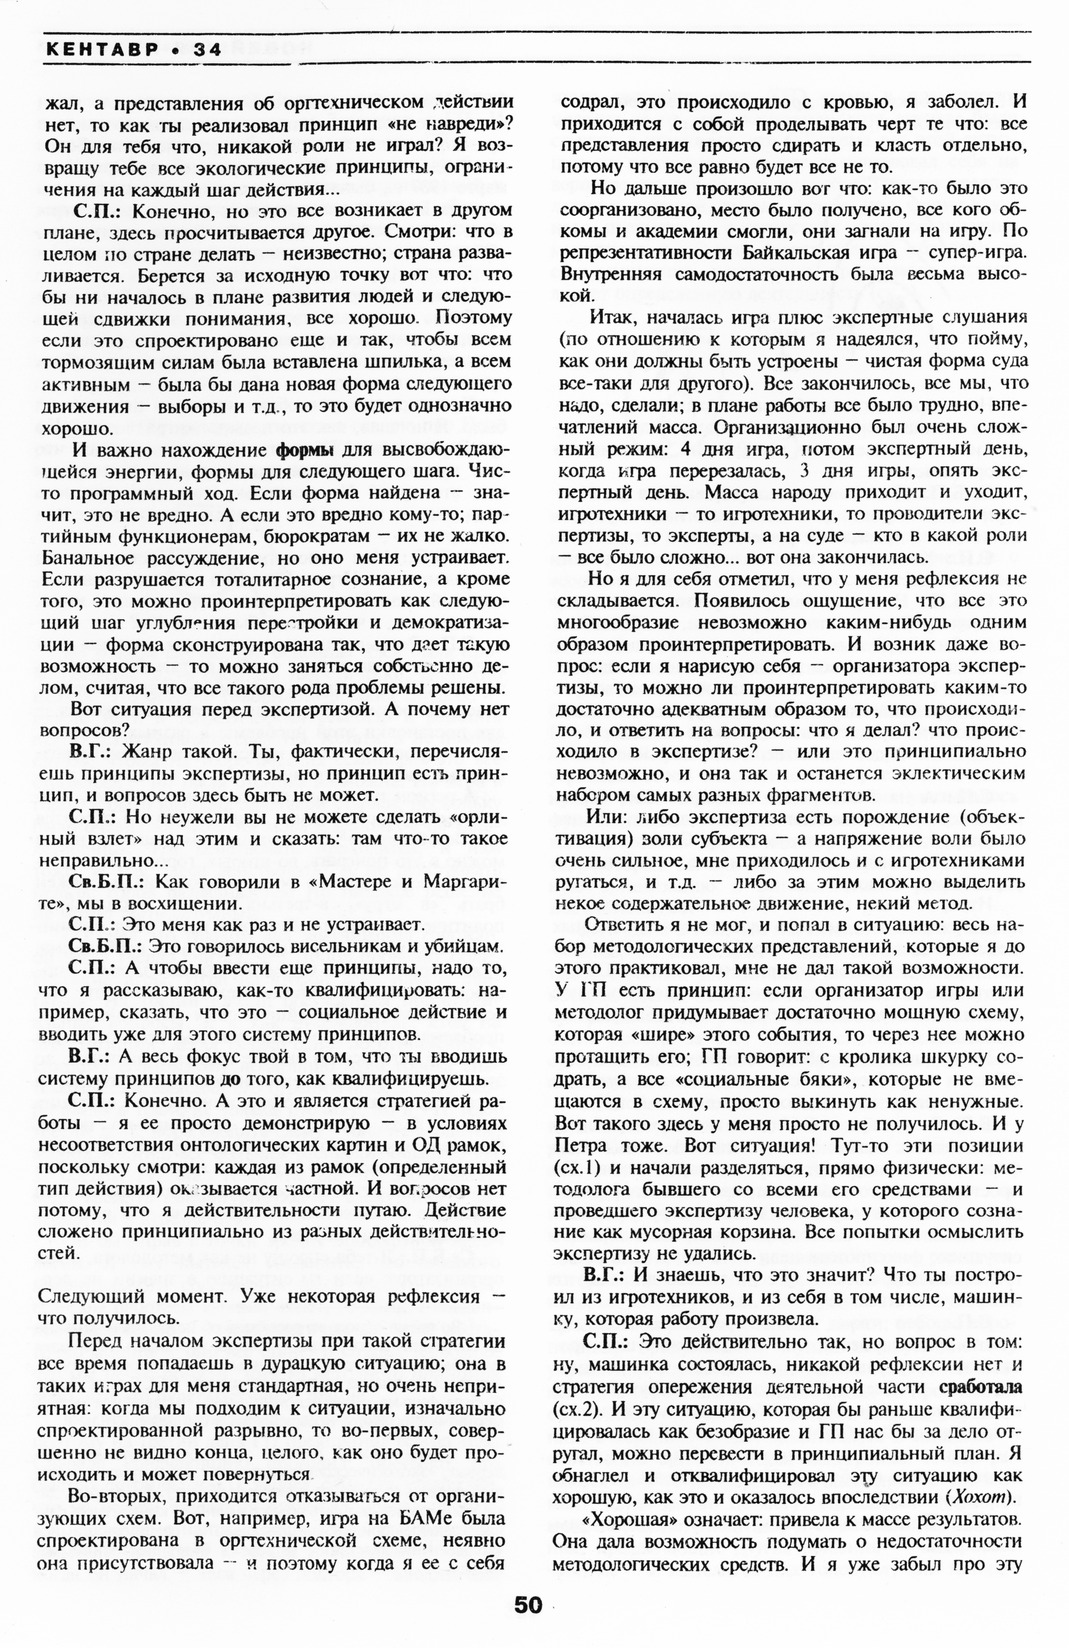 КЕНТАВР • 34
жал, а представления об оргтехническом действии
нет, то как ты реализовал принцип «не навреди»?
Он для тебя что, никакой роли не играл? Я воз-
вращу тебе все экологические принципы, ограни-
чения на каждый шаг действия...
С.П.: Конечно, но это все возникает в другом
плане, здесь просчитывается другое. Смотри: что в
целом по стране делать — неизвестно; страна разва-
ливается. Берется за исходную точку вот что: что
бы ни началось в плане развития людей и следую-
щей сдвижки понимания, все хорошо. Поэтому
если это спроектировано еще и так, чтобы всем
тормозящим силам была вставлена шпилька, а всем
активным — была бы дана новая форма следующего
движения — выборы и т.д., то это будет однозначно
хорошо.
И важно нахождение формы для высвобождаю-
щейся энергии, формы для следующего шага. Чис-
то программный ход. Если форма найдена — зна-
чит, это не вредно. А если это вредно кому-то; пар-
тийным функционерам, бюрократам — их не жалко.
Банальное рассуждение, но оно меня устраивает.
Если разрушается тоталитарное сознание, а кроме
того, это можно проинтерпретировать как следую-
щий шаг углубления перестройки и демократиза-
ции — форма сконструирована так, что дает такую
возможность — то можно заняться собственно де-
лом, считая, что все такого рода проблемы решены.
Вот ситуация перед экспертизой. А почему нет
вопросов?
В.Г.: Жанр такой. Ты, фактически, перечисля-
ешь принципы экспертизы, но принцип есть прин-
цип, и вопросов здесь быть не может.
С.П.: Но неужели вы не можете сделать «орли-
ный взлет» над этим и сказать: там что-то такое
неправильно...
Св.Б.П.: Как говорили в «Мастере и Маргари-
те», мы в восхищении.
С.П.: Это меня как раз и не устраивает.
Св.Б.П.: Это говорилось висельникам и убийцам.
С.П.: А чтобы ввести еще принципы, надо то,
что я рассказываю, как-то квалифицировать: на-
пример, сказать, что это — социальное действие и
вводить уже для этого систему принципов.
В.Г.: А весь фокус твой в том, что ты вводишь
систему принципов до того, как квалифицируешь.
С.П.: Конечно. А это и является стратегией ра-
боты — я ее просто демонстрирую — в условиях
несоответствия онтологических картин и ОД рамок,
поскольку смотри: каждая из рамок (определенный
тип действия) оказывается частной. И вопросов нет
потому, что я действительности путаю. Действие
сложено принципиально из разных действительно-
стей.
Следующий момент. Уже некоторая рефлексия —
что получилось.
Перед началом экспертизы при такой стратегии
все время попадаешь в дурацкую ситуацию; она в
таких играх для меня стандартная, но очень непри-
ятная: когда мы подходим к ситуации, изначально
спроектированной разрывно, то во-первых, совер-
шенно не видно конца, целого, как оно будет про-
исходить и может повернуться.
Во-вторых, приходится отказываться от органи-
зующих схем. Вот, например, игра на БАМе была
спроектирована в оргтехнической схеме, неявно
она присутствовала — и поэтому когда я ее с себя
содрал, это происходило с кровью, я заболел. И
приходится с собой проделывать черт те что: все
представления просто сдирать и класть отдельно,
потому что все равно будет все не то.
Но дальше произошло вот что: как-то было это
соорганизовано, место было получено, все кого об-
комы и академии смогли, они загнали на игру. По
репрезентативности Байкальская игра — супер-игра.
Внутренняя самодостаточность была весьма высо-
кой.
Итак, началась игра плюс экспертные слушания
(по отношению к которым я надеялся, что пойму,
как они должны быть устроены — чистая форма суда
все-таки для другого). Все закончилось, все мы, что
надо, сделали; в плане работы все было трудно, впе-
чатлений масса. Организационно был очень слож-
ный режим: 4 дня игра, потом экспертный день,
когда игра перерезалась, 3 дня игры, опять экс-
пертный день. Масса народу приходит и уходит,
игротехники — то игротехники, то проводители экс-
пертизы, то эксперты, а на суде — кто в какой роли
— все было сложно... вот она закончилась.
Но я для себя отметил, что у меня рефлексия не
складывается. Появилось ощущение, что все это
многообразие невозможно каким-нибудь одним
образом проинтерпретировать. И возник даже во-
прос: если я нарисую себя — организатора экспер-
тизы, то можно ли проинтерпретировать каким-то
достаточно адекватным образом то, что происходи-
ло, и ответить на вопросы: что я делал? что проис-
ходило в экспертизе? — или это принципиально
невозможно, и она так и останется эклектическим
набором самых разных фрагментов.
Или: либо экспертиза есть порождение (объек-
тивация) воли субъекта — а напряжение воли было
очень сильное, мне приходилось и с игротехниками
ругаться, и т.д. — либо за этим можно выделить
некое содержательное движение, некий метод.
Ответить я не мог, и попал в ситуацию: весь на-
бор методологических представлений, которые я до
этого практиковал, мне не дал такой возможности.
У ГП есть принцип: если организатор игры или
методолог придумывает достаточно мощную схему,
которая «шире» этого события, то через нее можно
протащить его; ГП говорит: с кролика шкурку со-
драть, а все «социальные бяки», которые не вме-
щаются в схему, просто выкинуть как ненужные.
Вот такого здесь у меня просто не получилось. И у
Петра тоже. Вот ситуация! Тут-то эти позиции
(сх.1) и начали разделяться, прямо физически: ме-
тодолога бывшего со всеми его средствами — и
проведшего экспертизу человека, у которого созна-
ние как мусорная корзина. Все попытки осмыслить
экспертизу не удались.
В.Г.: И знаешь, что это значит? Что ты постро-
ил из игротехников, и из себя в том числе, машин-
ку, которая работу произвела.
С.П.: Это действительно так, но вопрос в том:
ну, машинка состоялась, никакой рефлексии нет и
стратегия опережения деятельной части сработала
(сх.2). И эту ситуацию, которая бы раньше квалифи-
цировалась как безобразие и ГП нас бы за дело от-
ругал, можно перевести в принципиальный план. Я
обнаглел и отквалифицировал эту ситуацию как
хорошую, как это и оказалось впоследствии (Хохот).
«Хорошая» означает: привела к массе результатов.
Она дала возможность подумать о недостаточности
методологических средств. И я уже забыл про эту
50